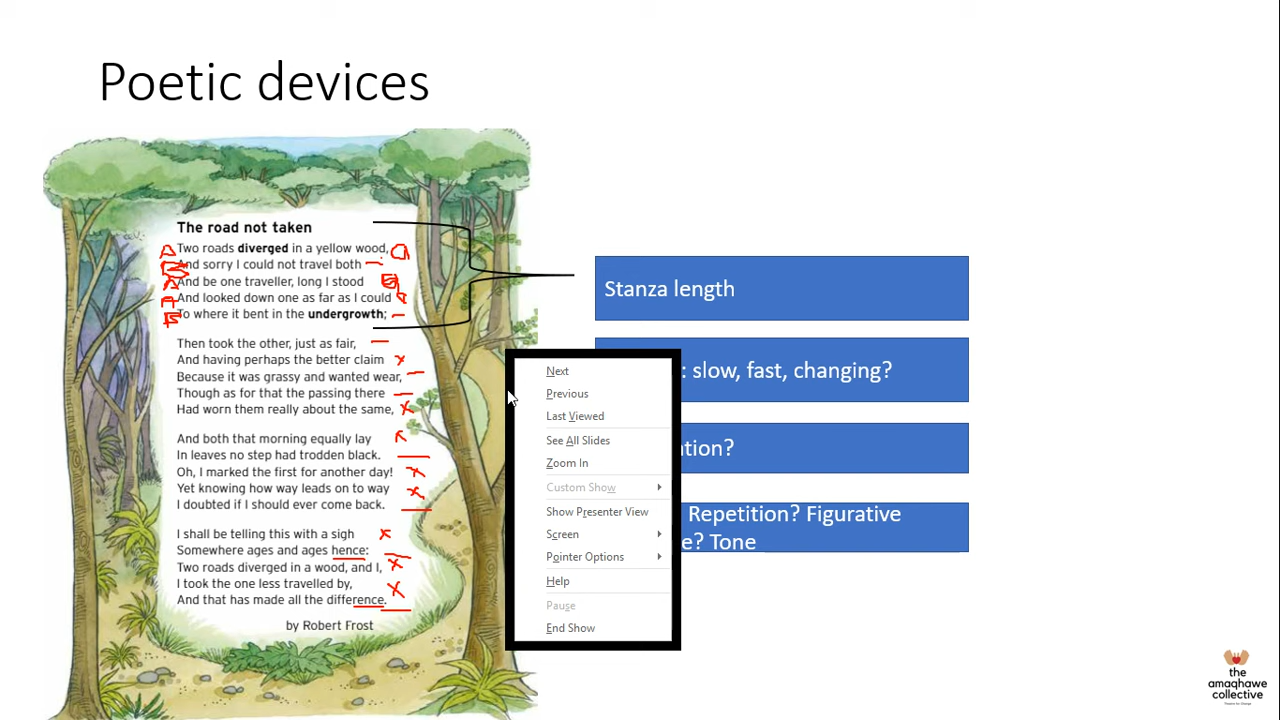 Poetic devices
The road not taken
Two roads diverged in a yellow wood,
And sorry I could not travel both
And be one traveller, long I stood
And looked down one as far as I could
To where it bent in the undergrowth;
Then took the other, just as fair,
And having perhaps the better claim
Because it was grassy and wanted wear,
Though as for that the passing there
Had worn them really about the same,
And both that morning equally lay
In leaves no step had trodden black.
Oh, I marked the first for another day!
Yet knowing how way leads on to way
I doubted if I should ever come back.
I shall be telling this with a sigh
Somewhere ages and ages hence:
Two roads diverged in a wood, and I,
I took the one less travelled by,
And that has made all the difference.
by Robert Frost
Stanza length
: slow, fast, changing?
tion?
Repetition? Figurative
e? Tone
Next
Previous
Last Viewed
See All Slides
Zoom In
Custom Show
Show Presenter View
Screen
Pointer Options
Help
Pause
End Show
the
amaqhawe
collective